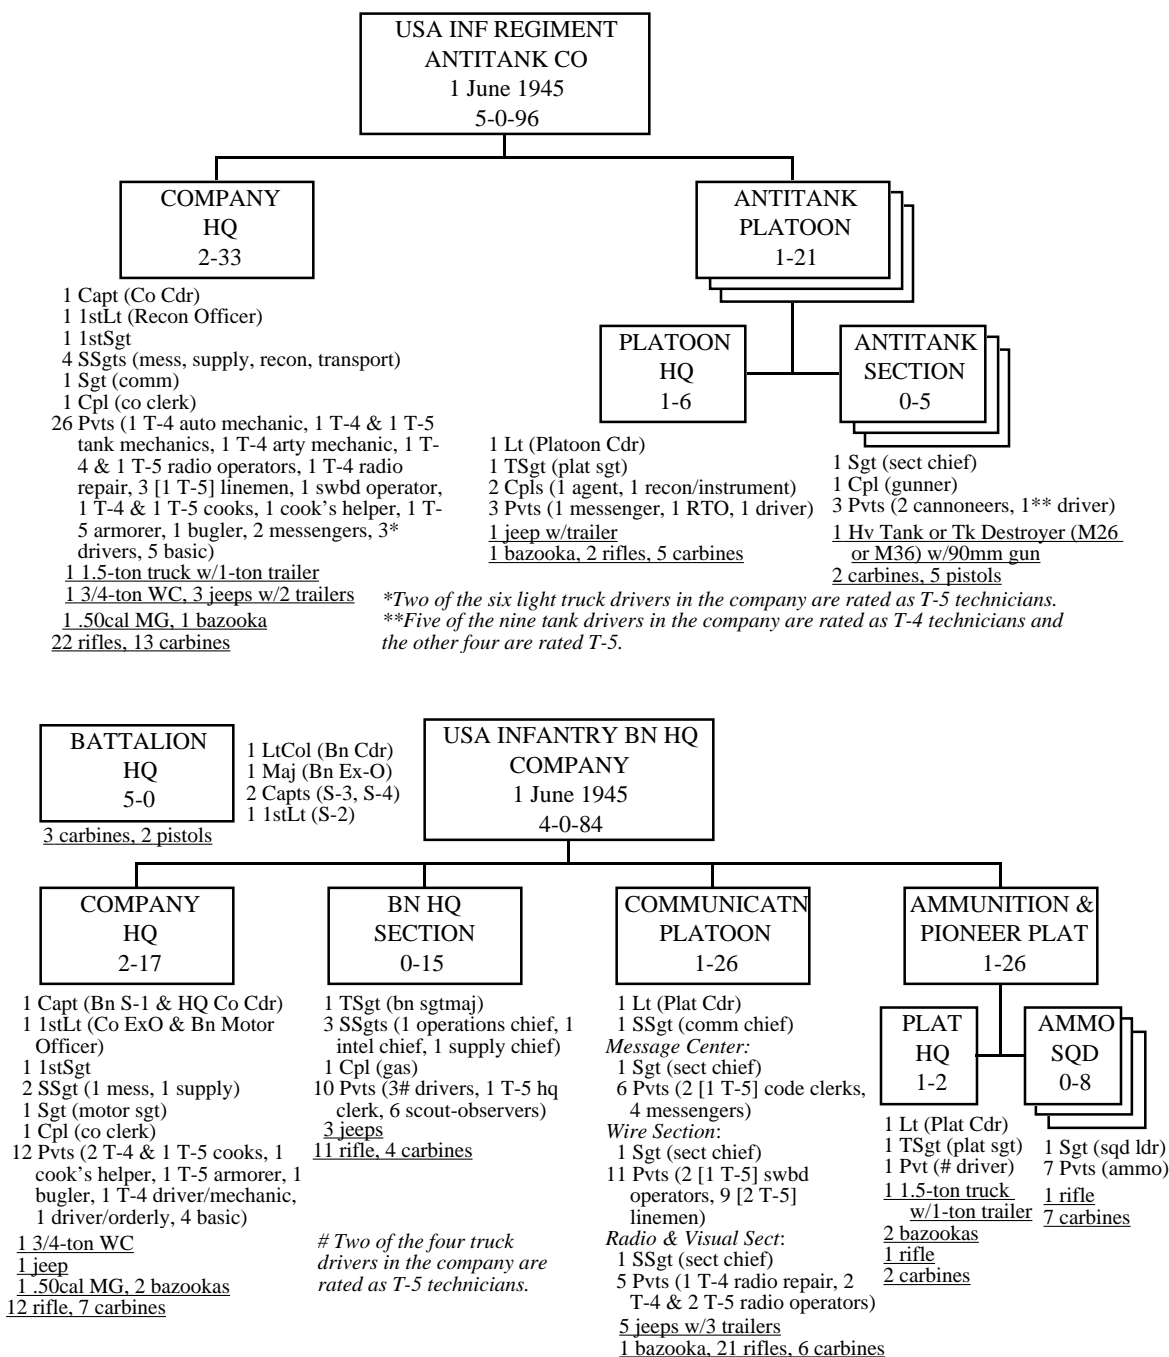 USA INF REGIMENT
ANTITANK CO
1 June 1945
5-0-96
COMPANY
HQ
2-33
1 Capt (Co Cdr)
1 1stLt (Recon Officer)
1 1stSgt
4 SSgts (mess, supply, recon, transport)
1 Sgt (comm)
1 Cpl (co clerk)
26 Pvts (1 T-4 auto mechanic, 1 T-4 & 1 T-5
tank mechanics, 1 T-4 arty mechanic, 1 T-
4 & 1 T-5 radio operators, 1 T-4 radio
repair, 3 [1 T-5] linemen, 1 swbd operator,
1 T-4 & 1 T-5 cooks, 1 cook's helper, 1 T-
5 armorer, 1 bugler, 2 messengers, 3*
drivers, 5 basic)
1 1.5-ton truck w/1-ton trailer
1 3/4-ton WC, 3 jeeps w/2 trailers
1 .50cal MG, 1 bazooka
22 rifles, 13 carbines
ANTITANK
PLATOON
1-21
PLATOON
HQ
1-6
1 Lt (Platoon Cdr)
1 TSgt (plat sgt)
2 Cpls (1 agent, 1 recon/instrument)
3 Pvts (1 messenger, 1 RTO, 1 driver)
1 jeep w/trailer
1 bazooka, 2 rifles, 5 carbines
ANTITANK
SECTION
0-5
1 Sgt (sect chief)
1 Cpl (gunner)
3 Pvts (2 cannoneers, 1** driver)
1 Hv Tank or Tk Destroyer (M26
or M36) w/90mm gun
2 carbines, 5 pistols
*Two of the six light truck drivers in the company are rated as T-5 technicians.
**Five of the nine tank drivers in the company are rated as T-4 technicians and
the other four are rated T-5.
BATTALION
HQ
5-0
3 carbines, 2 pistols
1 LtCol (Bn Cdr)
1 Maj (Bn Ex-O)
2 Capts (S-3, S-4)
1 1stLt (S-2)
USA INFANTRY BN HQ
COMPANY
1 June 1945
4-0-84
COMPANY
HQ
2-17
1 Capt (Bn S-1 & HQ Co Cdr)
1 1stLt (Co ExO & Bn Motor
Officer)
1 1stSgt
2 SSgt (1 mess, 1 supply)
1 Sgt (motor sgt)
1 Cpl (co clerk)
12 Pvts (2 T-4 & 1 T-5 cooks, 1
cook's helper, 1 T-5 armorer, 1
bugler, 1 T-4 driver/mechanic,
1 driver/orderly, 4 basic)
1 3/4-ton WC
1 jeep
1 .50cal MG, 2 bazookas
12 rifle, 7 carbines
BN HQ
SECTION
0-15
1 TSgt (bn sgtmaj)
3 SSgts (1 operations chief, 1
intel chief, 1 supply chief)
1 Cpl (gas)
10 Pvts (3# drivers, 1 T-5 hq
clerk, 6 scout-observers)
3 jeeps
11 rifle, 4 carbines
# Two of the four truck
drivers in the company are
rated as T-5 technicians.
COMMUNICATN
PLATOON
1-26
1 Lt (Plat Cdr)
1 SSgt (comm chief)
Message Center:
1 Sgt (sect chief)
6 Pvts (2 [1 T-5] code clerks,
4 messengers)
Wire Section:
1 Sgt (sect chief)
11 Pvts (2 [1 T-5] swbd
operators, 9 [2 T-5]
linemen)
Radio & Visual Sect:
1 SSgt (sect chief)
5 Pvts (1 T-4 radio repair, 2
T-4 & 2 T-5 radio operators)
5 jeeps w/3 trailers
1 bazooka, 21 rifles, 6 carbines
AMMUNITION &
PIONEER PLAT
1-26
PLAT
HQ
1-2
1 Lt (Plat Cdr)
1 TSgt (plat sgt)
1 Pvt (# driver)
1 1.5-ton truck
w/1-ton trailer
2 bazookas
1 rifle
2 carbines
AMMO
SQD
0-8
1 Sgt (sqd ldr)
7 Pvts (ammo)
1 rifle
7 carbines